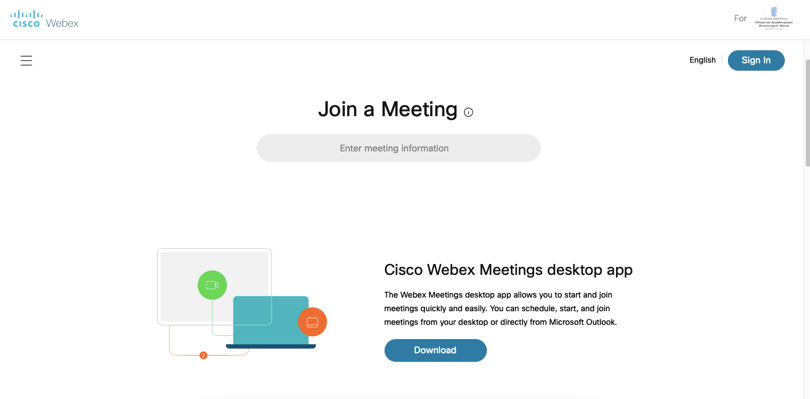 CISCO Webex
For
English
Sign In
Join a Meeting
Enter meeting information
Cisco Webex Meetings desktop app
The Webex Meetings desktop app allows you to start and join
meetings quickly and easily. You can schedule, start, and join
meetings from your desktop or directly from Microsoft Outlook.
Download